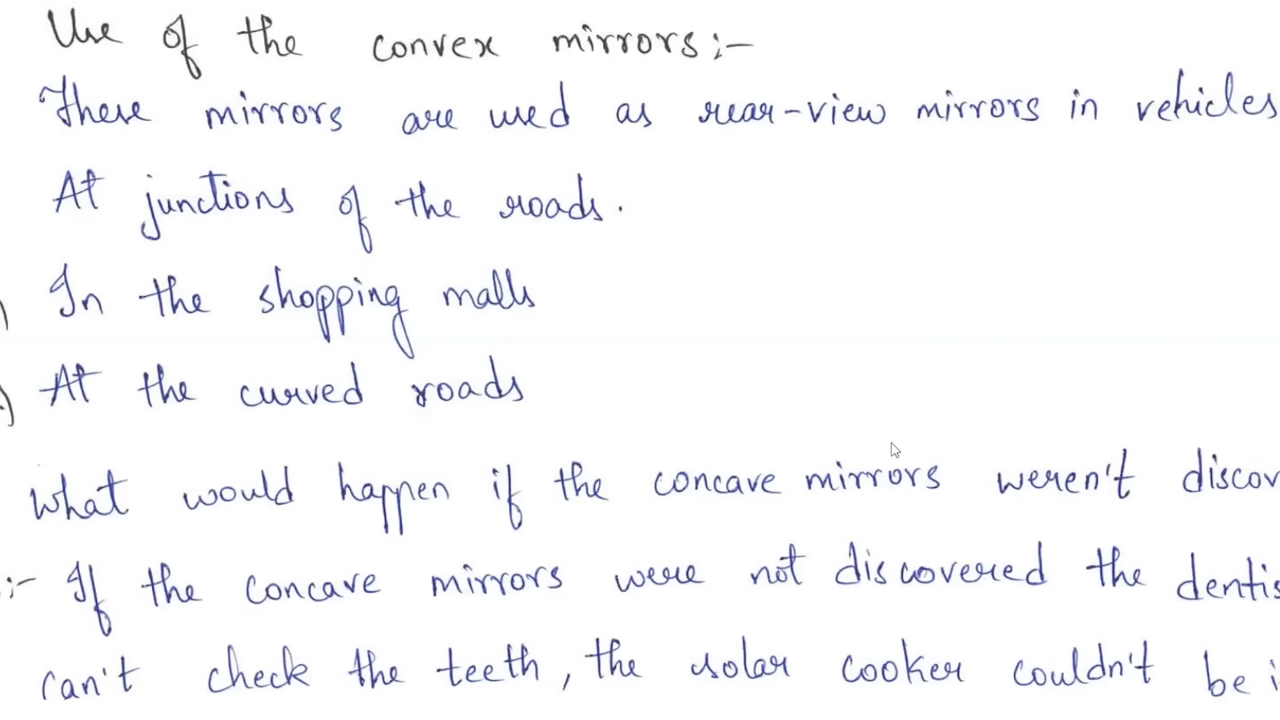 Use of the convex mirrors:-
These mirrors are used as rear-view mirrors in vehicles
At junctions of the roads.
) In the shopping malls
) At the curved roads
What would happen if the concave mirrors weren't discov
:- If the concave mirrors were not discovered the dentis
can't check the teeth, the solar cooker couldn't be i